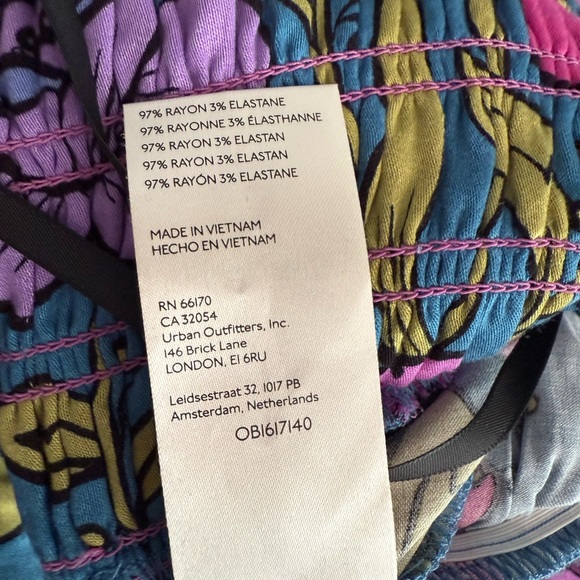 97% RAYON 3% ELASTANE
97% RAYONNE 3% ÉLASTHANNE
97% RAYON 3% ELASTAN
97% RAYON 3% ELASTAN
97% RAYÓN 3% ELASTANE
MADE IN VIETNAM
HECHO EN VIETNAM
RN 66170
CA 32054
Urban Outfitters, Inc.
146 Brick Lane
LONDON, E1 6RU
Leidsestraat 32, 1017 PB
Amsterdam, Netherlands
OB1617140